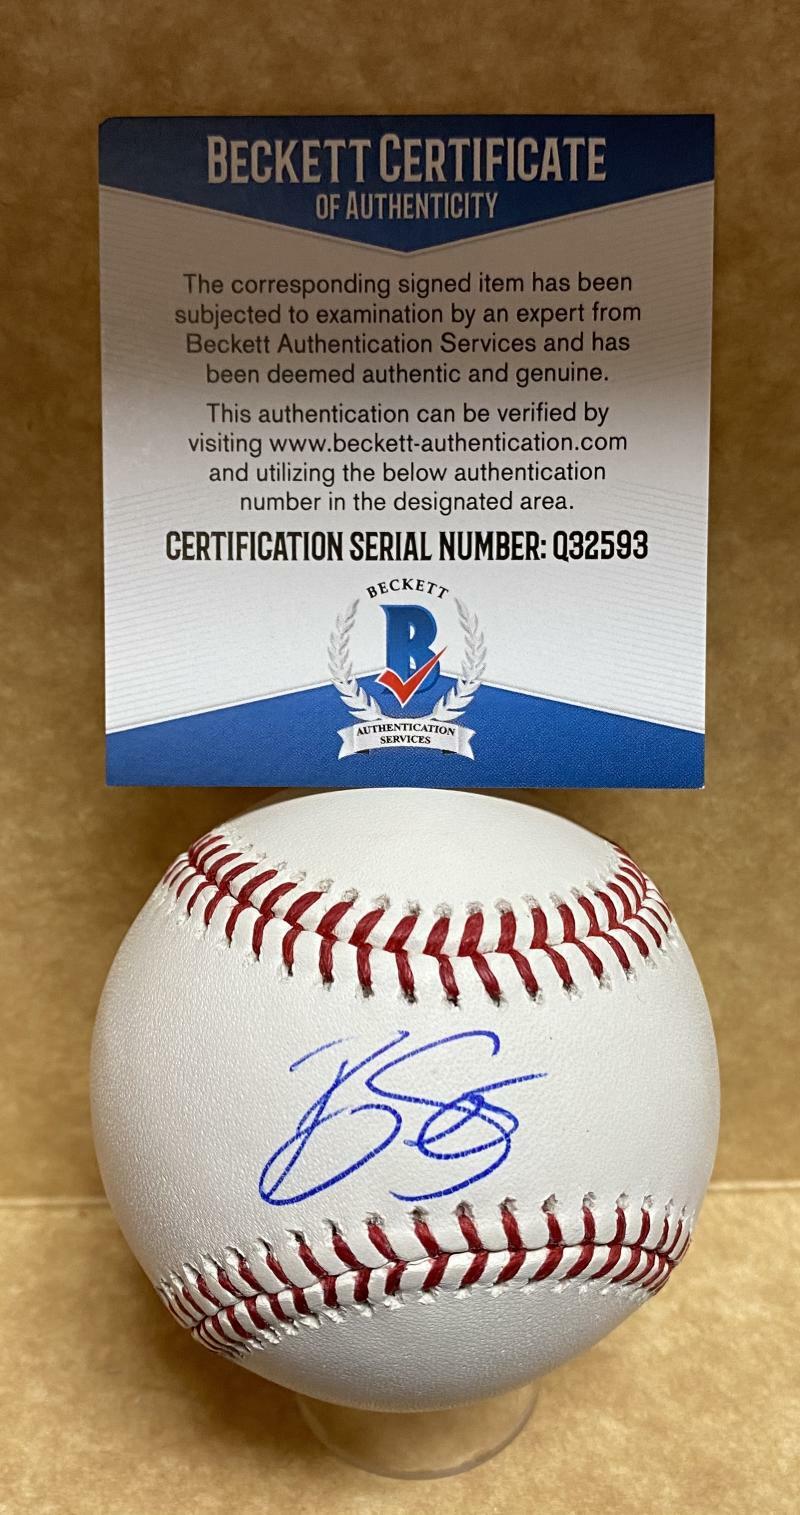 BECKETT CERTIFICATE
OF AUTHENTICITY
The corresponding signed item has been
subjected to examination by an expert from
Beckett Authentication Services and has
been deemed authentic and genuine.
This authentication can be verified by
visiting www.beckett-authentication.com
and utilizing the below authentication
number in the designated area.
CERTIFICATION SERIAL NUMBER: Q32593
BECKETT
B
AUTHENTICATION
SERVICES